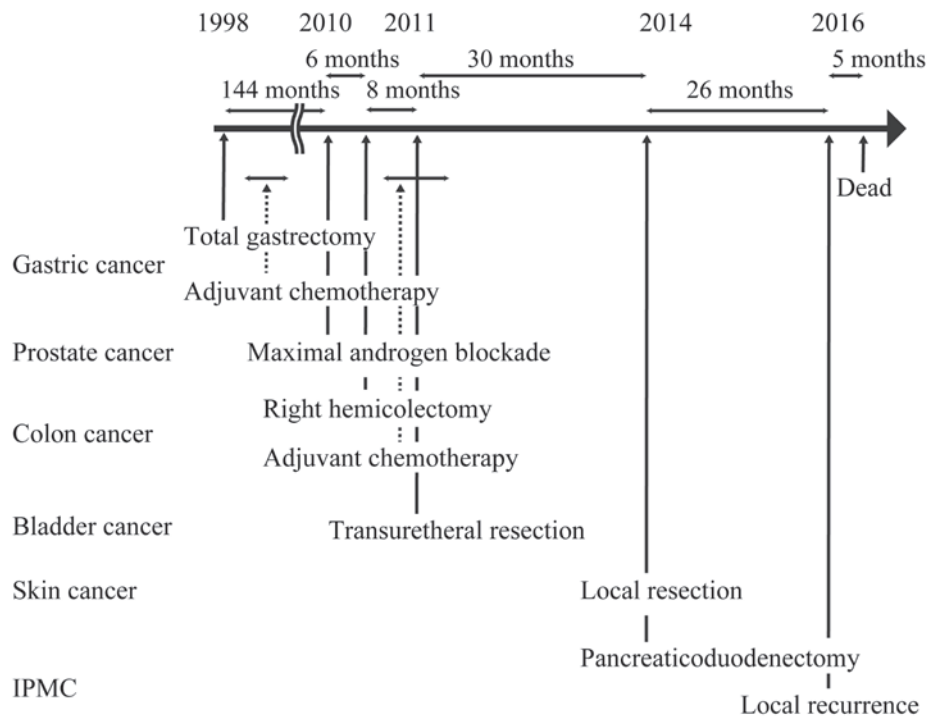 1998 2010 2011 2014 2016
6 months 30 months 5 months
144 months 8 months 26 months
Dead
Total gastrectomy
Gastric cancer
Adjuvant chemotherapy
Prostate cancer Maximal androgen blockade
Right hemicolectomy
Colon cancer
Adjuvant chemotherapy
Bladder cancer Transuretheral resection
Skin cancer Local resection
Pancreaticoduodenectomy
IPMC
Local recurrence